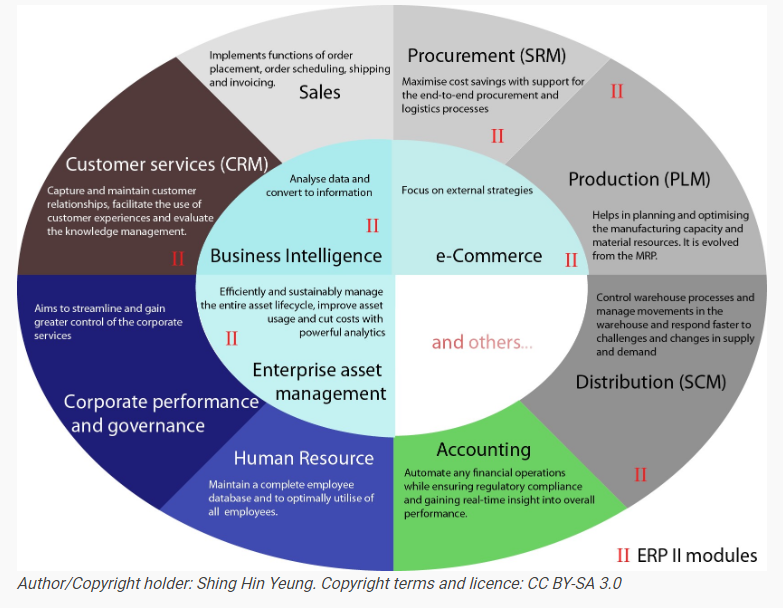 Implements functions of order
placement, order scheduling, shipping
and invoicing.
Sales
Procurement (SRM)
Maximise cost savings with support for
the end-to-end procurement and
logistics processes
II
II
Production (PLM)
Helps in planning and optimising
the manufacturing capacity and
material resources. It is evolved
from the MRP.
Customer services (CRM)
Capture and maintain customer
relationships, facilitate the use of
customer experiences and evaluate
the knowledge management.
II
Analyse data and
convert to information
II
Business Intelligence
Focus on external strategies
e-Commerce
II
Aims to streamline and gain
greater control of the corporate
services
Corporate performance
and governance
Efficiently and sustainably manage
the entire asset lifecycle, improve asset
usage and cut costs with
powerful analytics
II
Enterprise asset
management
and others...
Control warehouse processes and
manage movements in the
warehouse and respond faster to
challenges and changes in supply
and demand
Distribution (SCM)
II
Human Resource
Maintain a complete employee
database and to optimally utilise of
all employees.
Accounting
Automate any financial operations
while ensuring regulatory compliance
and gaining real-time insight into overall
performance.
II ERP II modules
Author/Copyright holder: Shing Hin Yeung. Copyright terms and licence: CC BY-SA 3.0